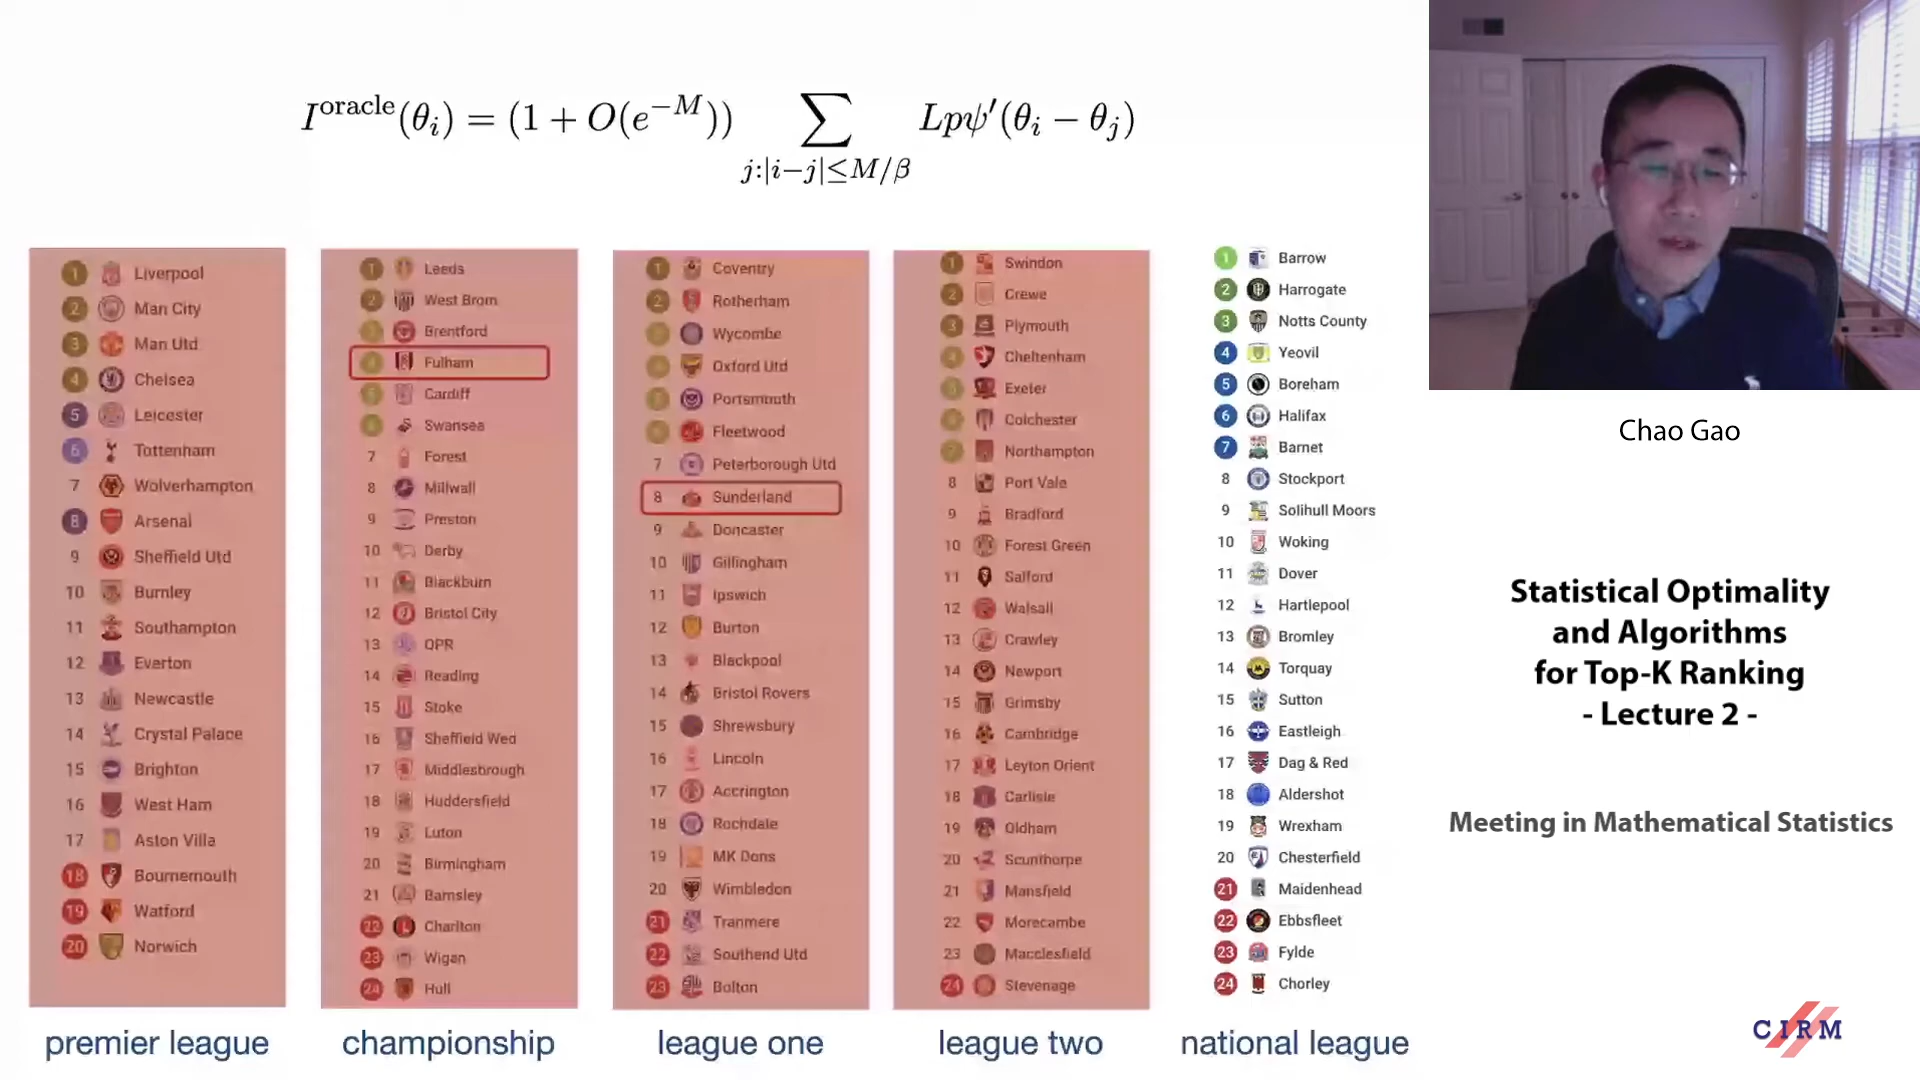 I^oracle(θ_i) = (1 + O(e^{-M})) ∑_{j:|i−j|≤M/β} Lpψ′(θ_i − θ_j)
1 Liverpool
2 Man City
3 Man Utd
4 Chelsea
5 Leicester
6 Tottenham
7 Wolverhampton
8 Arsenal
9 Sheffield Utd
10 Burnley
11 Southampton
12 Everton
13 Newcastle
14 Crystal Palace
15 Brighton
16 West Ham
17 Aston Villa
18 Bournemouth
19 Watford
20 Norwich
premier league
1 Leeds
2 West Brom
3 Brentford
4 Fulham
5 Cardiff
6 Swansea
7 Forest
8 Millwall
9 Preston
10 Derby
11 Blackburn
12 Bristol City
13 QPR
14 Reading
15 Stoke
16 Sheffield Wed
17 Middlesbrough
18 Huddersfield
19 Luton
20 Birmingham
21 Barnsley
22 Charlton
23 Wigan
24 Hull
championship
1 Coventry
2 Rotherham
Wycombe
Oxford Utd
Portsmouth
Fleetwood
7 Peterborough Utd
8 Sunderland
9 Doncaster
10 Gillingham
11 Ipswich
12 Burton
13 Blackpool
14 Bristol Rovers
15 Shrewsbury
16 Lincoln
17 Accrington
18 Rochdale
19 MK Dons
20 Wimbledon
21 Tranmere
22 Southend Utd
23 Bolton
league one
1 Swindon
2 Crewe
3 Plymouth
4 Cheltenham
Exeter
Colchester
Northampton
8 Port Vale
9 Bradford
10 Forest Green
11 Salford
12 Walsall
13 Crawley
14 Newport
15 Grimsby
16 Cambridge
17 Leyton Orient
18 Carlisle
19 Oldham
20 Scunthorpe
21 Mansfield
22 Morecambe
23 Macclesfield
24 Stevenage
league two
1 Barrow
2 Harrogate
3 Notts County
4 Yeovil
5 Boreham
6 Halifax
7 Barnet
8 Stockport
9 Solihull Moors
10 Woking
11 Dover
12 Hartlepool
13 Bromley
14 Torquay
15 Sutton
16 Eastleigh
17 Dag & Red
18 Aldershot
19 Wrexham
20 Chesterfield
21 Maidenhead
22 Ebbsfleet
23 Fylde
24 Chorley
national league
Chao Gao
Statistical Optimality
and Algorithms
for Top-K Ranking
- Lecture 2 -
Meeting in Mathematical Statistics
CIRM